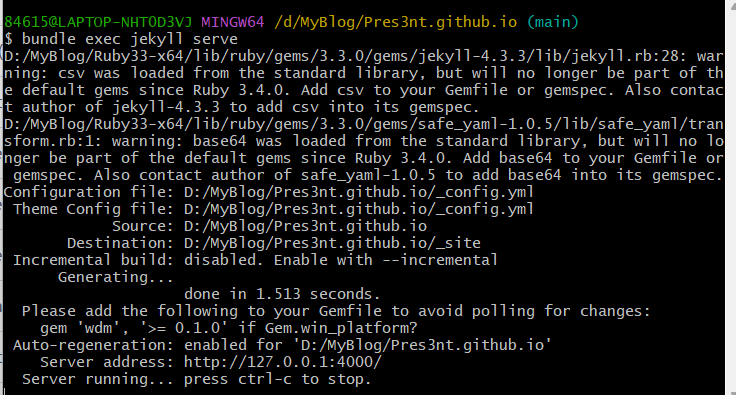 84615@LAPTOP-NHTOD3VJ MINGW64 /d/MyBlog/Pres3nt.github.io (main)
$ bundle exec jekyll serve
D:/MyBlog/Ruby33-x64/lib/ruby/gems/3.3.0/gems/jekyll-4.3.3/lib/jekyll.rb:28: war
ning: csv was loaded from the standard library, but will no longer be part of th
e default gems since Ruby 3.4.0. Add csv to your Gemfile or gemspec. Also contac
t author of jekyll-4.3.3 to add csv into its gemspec.
D:/MyBlog/Ruby33-x64/lib/ruby/gems/3.3.0/gems/safe_yaml-1.0.5/lib/safe_yaml/tran
sform.rb:1: warning: base64 was loaded from the standard library, but will no lo
nger be part of the default gems since Ruby 3.4.0. Add base64 to your Gemfile or
 gemspec. Also contact author of safe_yaml-1.0.5 to add base64 into its gemspec.
Configuration file: D:/MyBlog/Pres3nt.github.io/_config.yml
 Theme Config file: D:/MyBlog/Pres3nt.github.io/_config.yml
            Source: D:/MyBlog/Pres3nt.github.io
       Destination: D:/MyBlog/Pres3nt.github.io/_site
 Incremental build: disabled. Enable with --incremental
      Generating...
                    done in 1.513 seconds.
  Please add the following to your Gemfile to avoid polling for changes:
    gem 'wdm', '>= 0.1.0' if Gem.win_platform?
 Auto-regeneration: enabled for 'D:/MyBlog/Pres3nt.github.io'
    Server address: http://127.0.0.1:4000/
  Server running... press ctrl-c to stop.